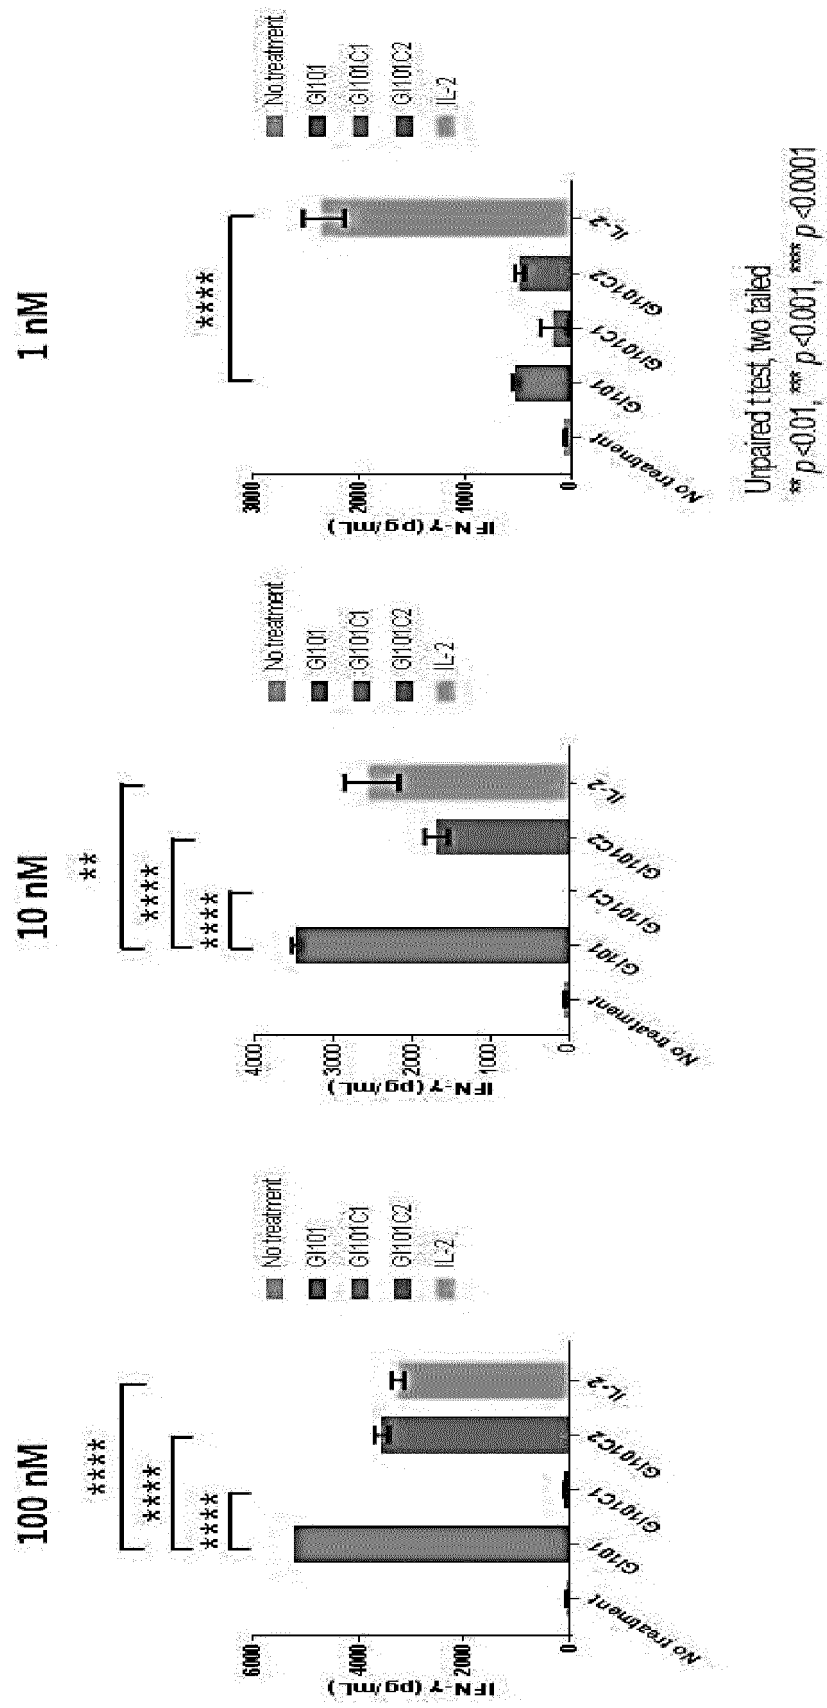 100 nM
****
****
****
6000
4000
2000
0
IFN-γ (pg/mL)
No treatment
GI101
GI101C1
GI101C2
IL-2
No treatment
GI101
GI101C1
GI101C2
IL-2
10 nM
**
****
****
4000
3000
2000
1000
0
IFN-γ (pg/mL)
No treatment
GI101
GI101C1
GI101C2
IL-2
No treatment
GI101
GI101C1
GI101C2
IL-2
1 nM
****
3000
2000
1000
0
IFN-γ (pg/mL)
No treatment
GI101
GI101C1
GI101C2
IL-2
No treatment
GI101
GI101C1
GI101C2
IL-2
Unpaired t test, two tailed
** p <0.01, *** p <0.001, **** p <0.0001